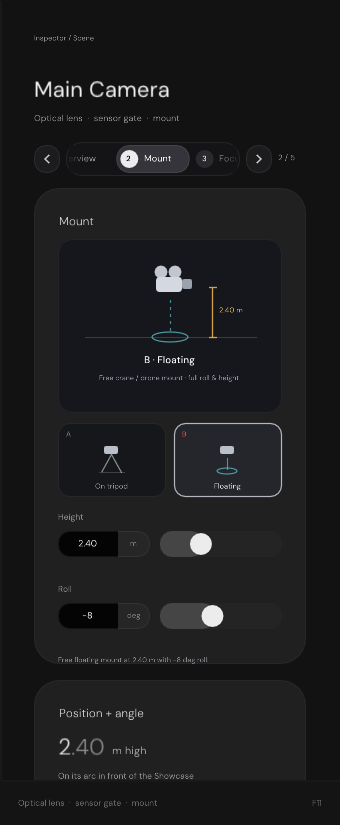 Inspector / Scene
Main Camera
Optical lens · sensor gate · mount
rview 2 Mount 3 Foc 2 / 5
Mount
2.40 m
B · Floating
Free crane / drone mount · full roll & height
A
B
On tripod
Floating
Height
2.40 m
Roll
-8 deg
Free floating mount at 2.40 m with -8 deg roll
Position + angle
2.40 m high
On its arc in front of the Showcase
Optical lens · sensor gate · mount F11